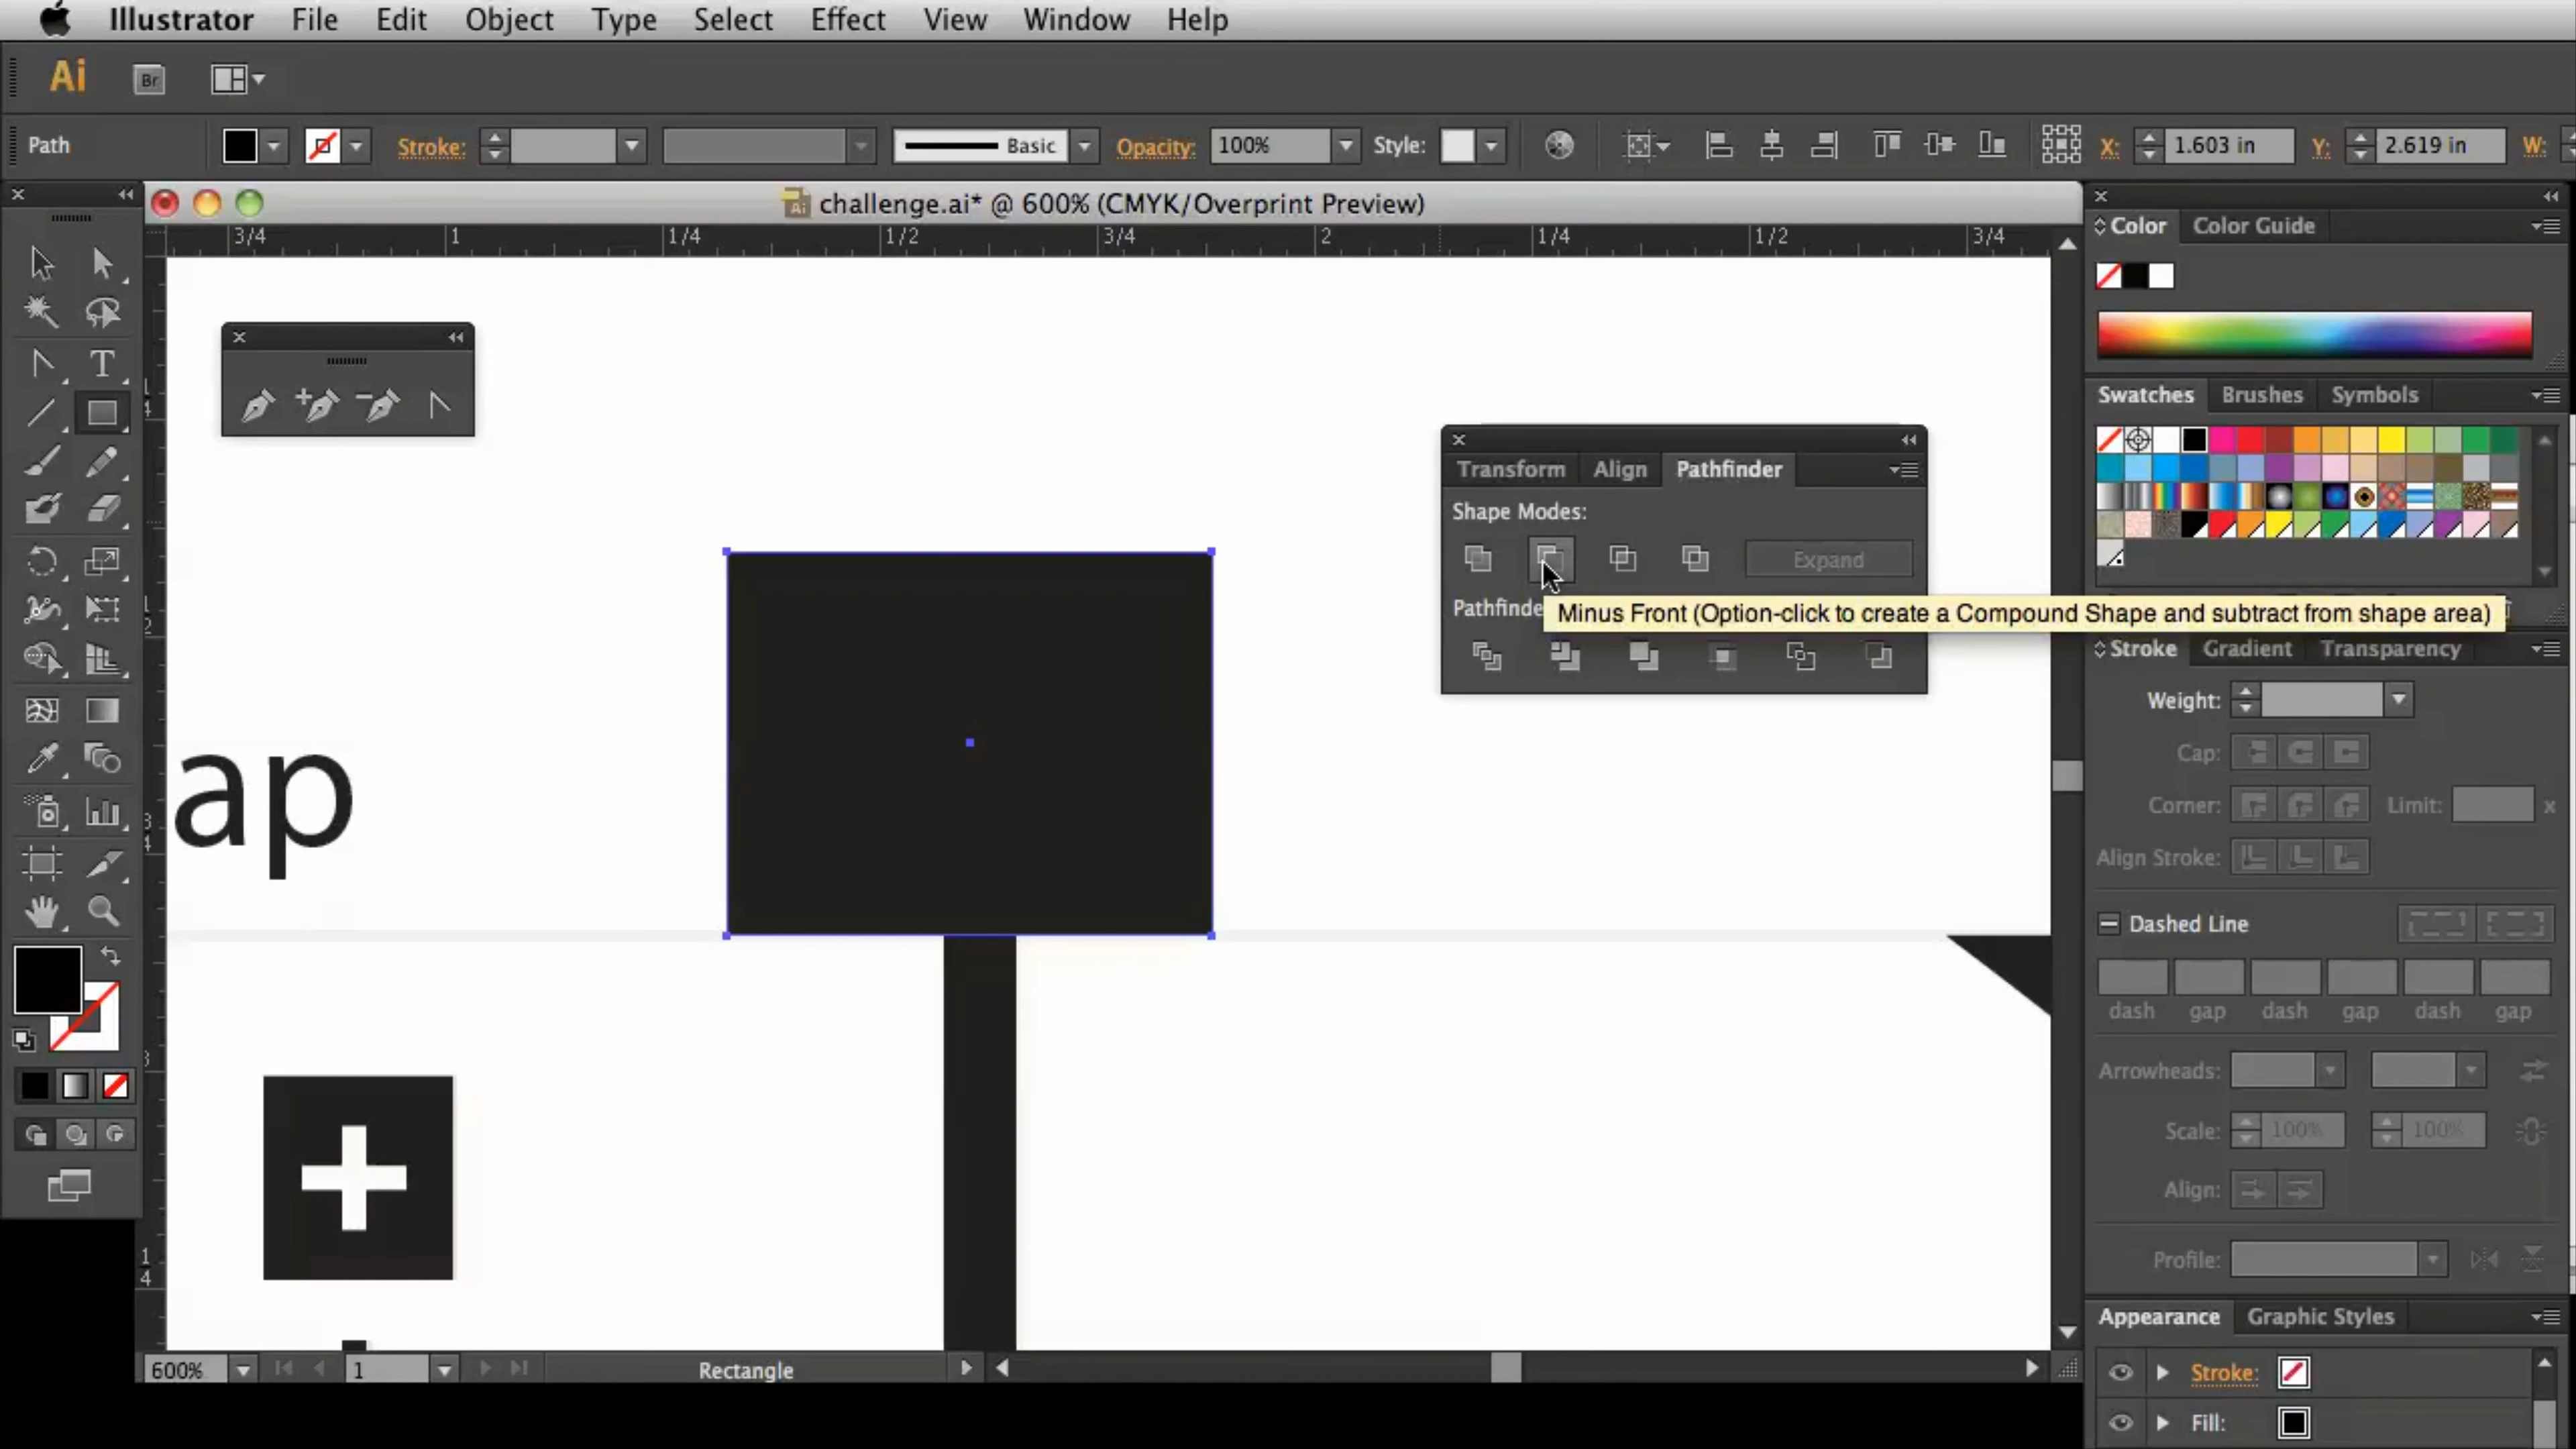 Illustrator File Edit Object Type Select Effect View Window Help
Ai Br
Path Stroke: Basic Opacity: 100% Style: X: 1.603 in Y: 2.619 in W:
challenge.ai* @ 600% (CMYK/Overprint Preview)
3/4 1 1/4 1/2 3/4 2 1/4 1/2 3/4
Color Color Guide
Swatches Brushes Symbols
Transform Align Pathfinder
Shape Modes:
Expand
Pathfinde
Minus Front (Option-click to create a Compound Shape and subtract from shape area)
Stroke Gradient Transparency
Weight:
Cap:
Corner: Limit: x
Align Stroke:
Dashed Line
dash gap dash gap dash gap
Arrowheads:
Scale: 100% 100%
Align:
Profile:
Appearance Graphic Styles
Stroke:
Fill:
ap
600% 1 Rectangle